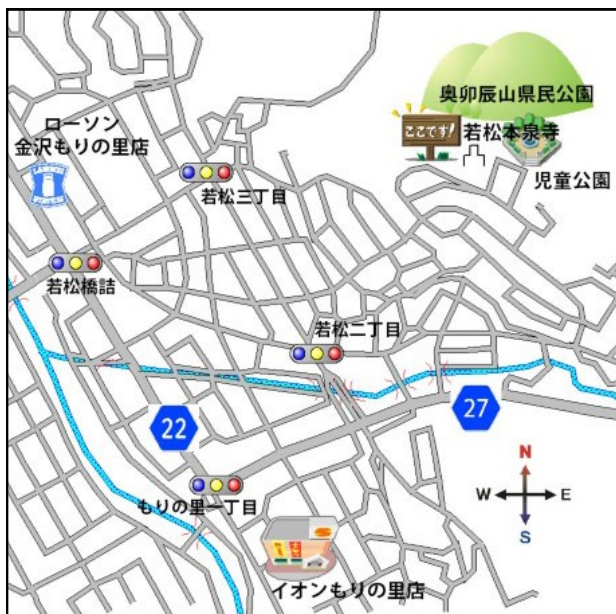 奥卯辰山県民公園
ローソン
金沢もりの里店
ここです!
若松本泉寺
LAWSON
STATION
児童公園
若松三丁目
若松橋詰
若松二丁目
22
27
もりの里一丁目
N
W
E
S
イオンもりの里店